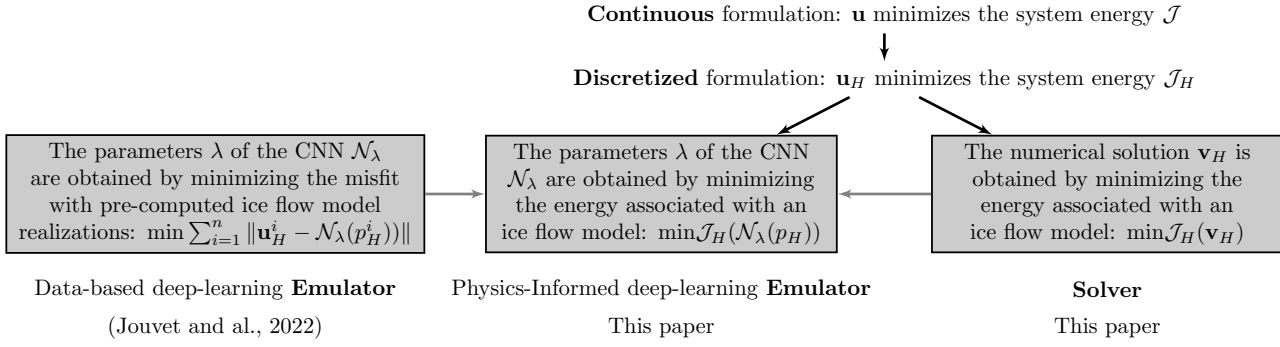 Continuous formulation: u minimizes the system energy 𝒥
Discretized formulation: u_H minimizes the system energy 𝒥_H
The parameters λ of the CNN 𝒩_λ
are obtained by minimizing the misfit
with pre-computed ice flow model
realizations: min ∑_{i=1}^{n} ‖u_H^i − 𝒩_λ(p_H^i))‖
The parameters λ of the CNN
𝒩_λ are obtained by minimizing
the energy associated with an
ice flow model: min𝒥_H(𝒩_λ(p_H))
The numerical solution v_H is
obtained by minimizing the
energy associated with an
ice flow model: min𝒥_H(v_H)
Data-based deep-learning Emulator
(Jouvet and al., 2022)
Physics-Informed deep-learning Emulator
This paper
Solver
This paper